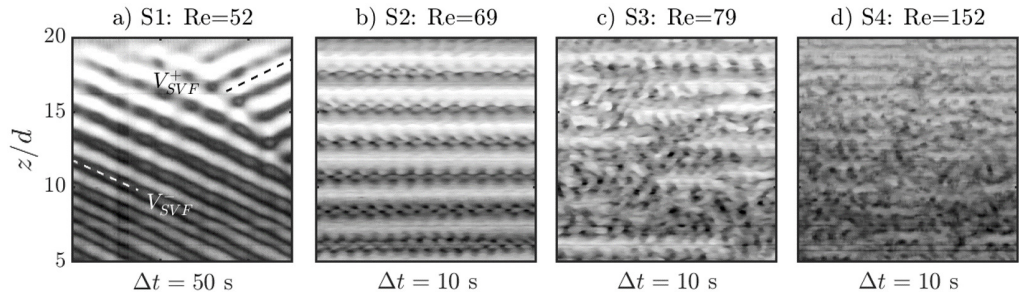 a) S1: Re=52
b) S2: Re=69
c) S3: Re=79
d) S4: Re=152
20
15
10
5
z/d
V⁺SVF
V⁻SVF
Δt = 50 s
Δt = 10 s
Δt = 10 s
Δt = 10 s